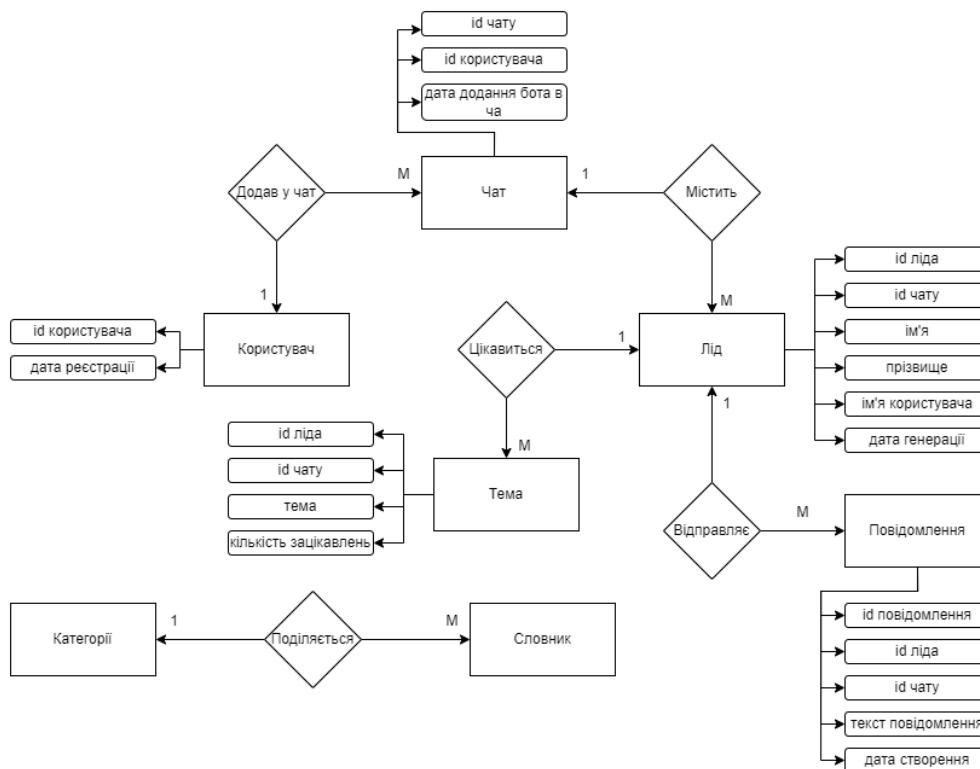 id чату
id користувача
дата додання бота в
ча
Додав у чат
М
Чат
1
Містить
1
М
id ліда
id чату
ім'я
прізвище
ім'я користувача
дата генерації
id користувача
дата реєстрації
Користувач
Цікавиться
1
Лід
1
М
id ліда
id чату
тема
кількість зацікавлень
Тема
Відправляє
М
Повідомлення
Категорії
1
Поділяється
М
Словник
id повідомлення
id ліда
id чату
текст повідомлення
дата створення